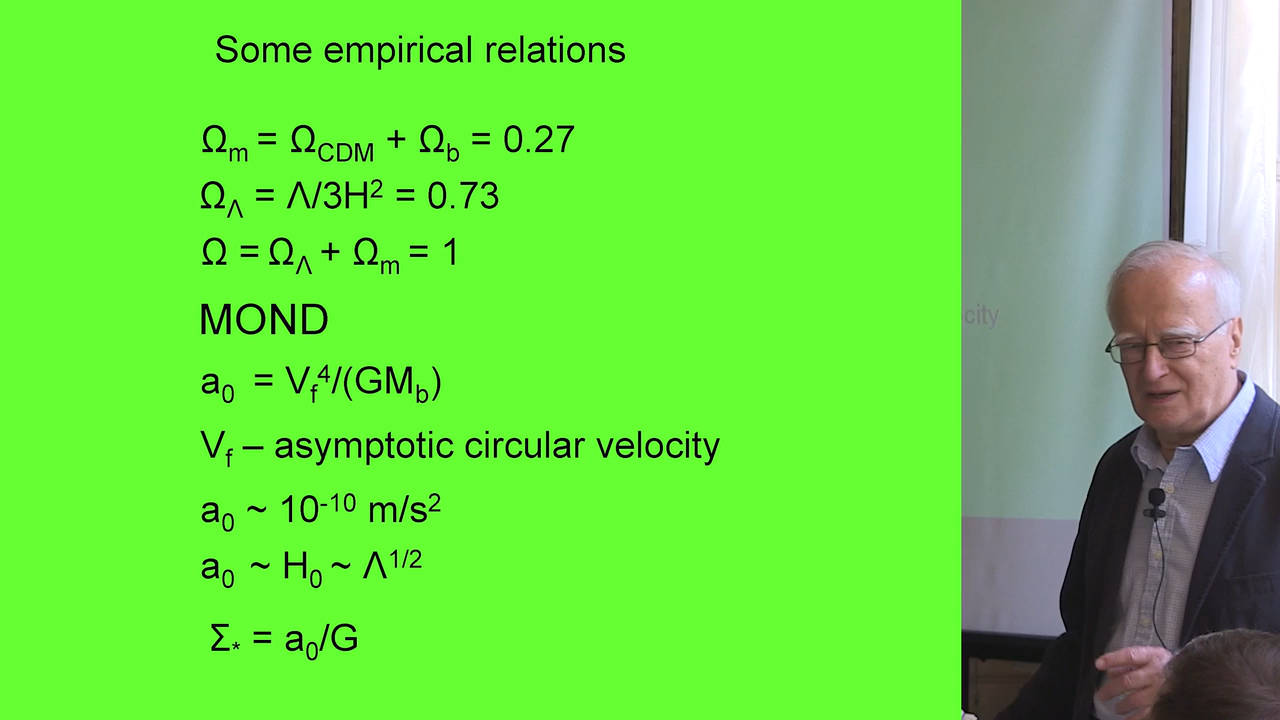 Some empirical relations
Ωm = ΩCDM + Ωb = 0.27
ΩΛ = Λ/3H² = 0.73
Ω = ΩΛ + Ωm = 1
MOND
a₀ = Vf⁴/(GMb)
Vf – asymptotic circular velocity
a₀ ~ 10⁻¹⁰ m/s²
a₀ ~ H₀ ~ Λ¹/²
Σ* = a₀/G
city